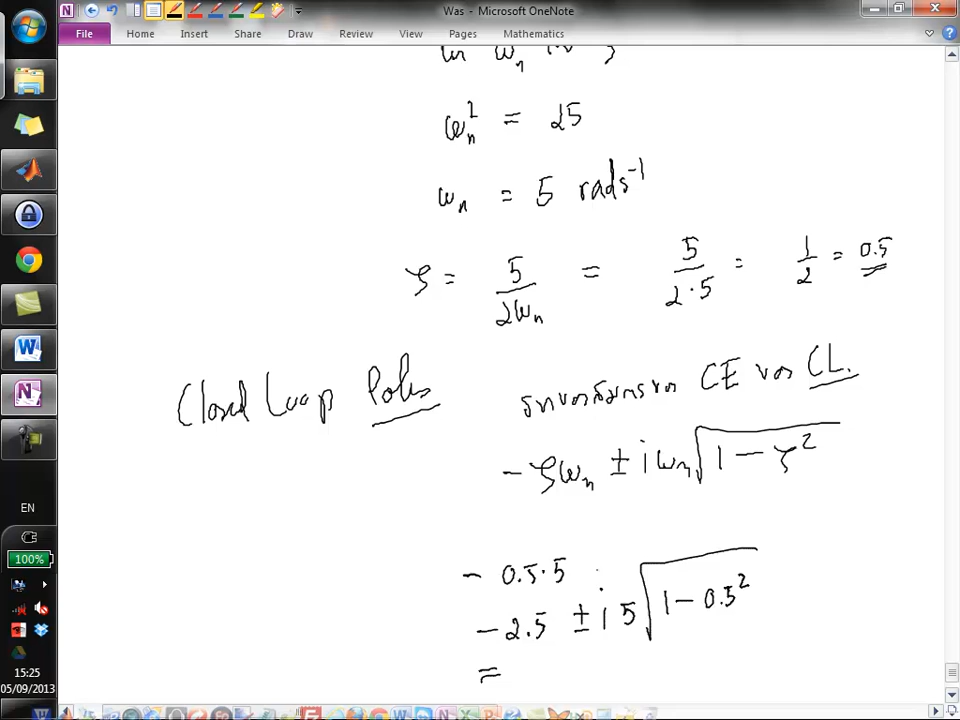 Was - Microsoft OneNote
File Home Insert Share Draw Review View Pages Mathematics
ωn² = 25
ωn = 5 rads⁻¹
ζ = 5/2ωn = 5/2·5 = 1/2 = 0.5
Closed Loop Poles
CE CL.
-ζωn ± iωn√(1 - ζ²)
- 0.5·5
- 2.5 ± i 5√(1 - 0.5²)
=
EN
100%
15:25
05/09/2013